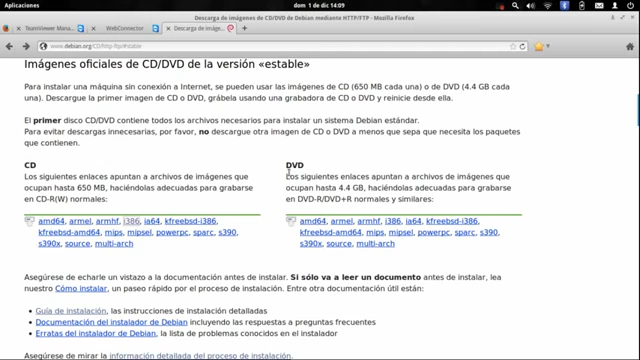 Aplicaciones
dom 1 de dic 14:09
Descarga de imágenes de CD/DVD de Debian mediante HTTP/FTP - Mozilla Firefox
TeamViewer Manag...
WebConnector
Descarga de imáge...
www.debian.org/CD/http-ftp/#stable
Imágenes oficiales de CD/DVD de la versión «estable»
Para instalar una máquina sin conexión a Internet, se pueden usar las imágenes de CD (650 MB cada una) o de DVD (4.4 GB cada
una). Descargue la primer imagen de CD o DVD, grábela usando una grabadora de CD o DVD y reinicie desde ella.
El primer disco CD/DVD contiene todos los archivos necesarios para instalar un sistema Debian estándar.
Para evitar descargas innecesarias, por favor, no descargue otra imagen de CD o DVD a menos que sepa que necesita los paquetes
que contienen.
CD
Los siguientes enlaces apuntan a archivos de imágenes que
ocupan hasta 650 MB, haciéndolas adecuadas para grabarse
en CD-R(W) normales:
amd64, armel, armhf, i386, ia64, kfreebsd-i386,
kfreebsd-amd64, mips, mipsel, powerpc, sparc, s390,
s390x, source, multi-arch
DVD
Los siguientes enlaces apuntan a archivos de imágenes que
ocupan hasta 4.4 GB, haciéndolas adecuadas para grabarse
en DVD-R/DVD+R normales y similares:
amd64, armel, armhf, i386, ia64, kfreebsd-i386,
kfreebsd-amd64, mips, mipsel, powerpc, sparc, s390,
s390x, source, multi-arch
Asegúrese de echarle un vistazo a la documentación antes de instalar. Si sólo va a leer un documento antes de instalar, lea
nuestro Cómo instalar, un paseo rápido por el proceso de instalación. Entre otra documentación útil están:
• Guía de instalación, las instrucciones de instalación detalladas
• Documentación del instalador de Debian incluyendo las respuestas a preguntas frecuentes
• Erratas del instalador de Debian, la lista de problemas conocidos en el instalador
Asegúrese de mirar la información detallada del proceso de instalación.